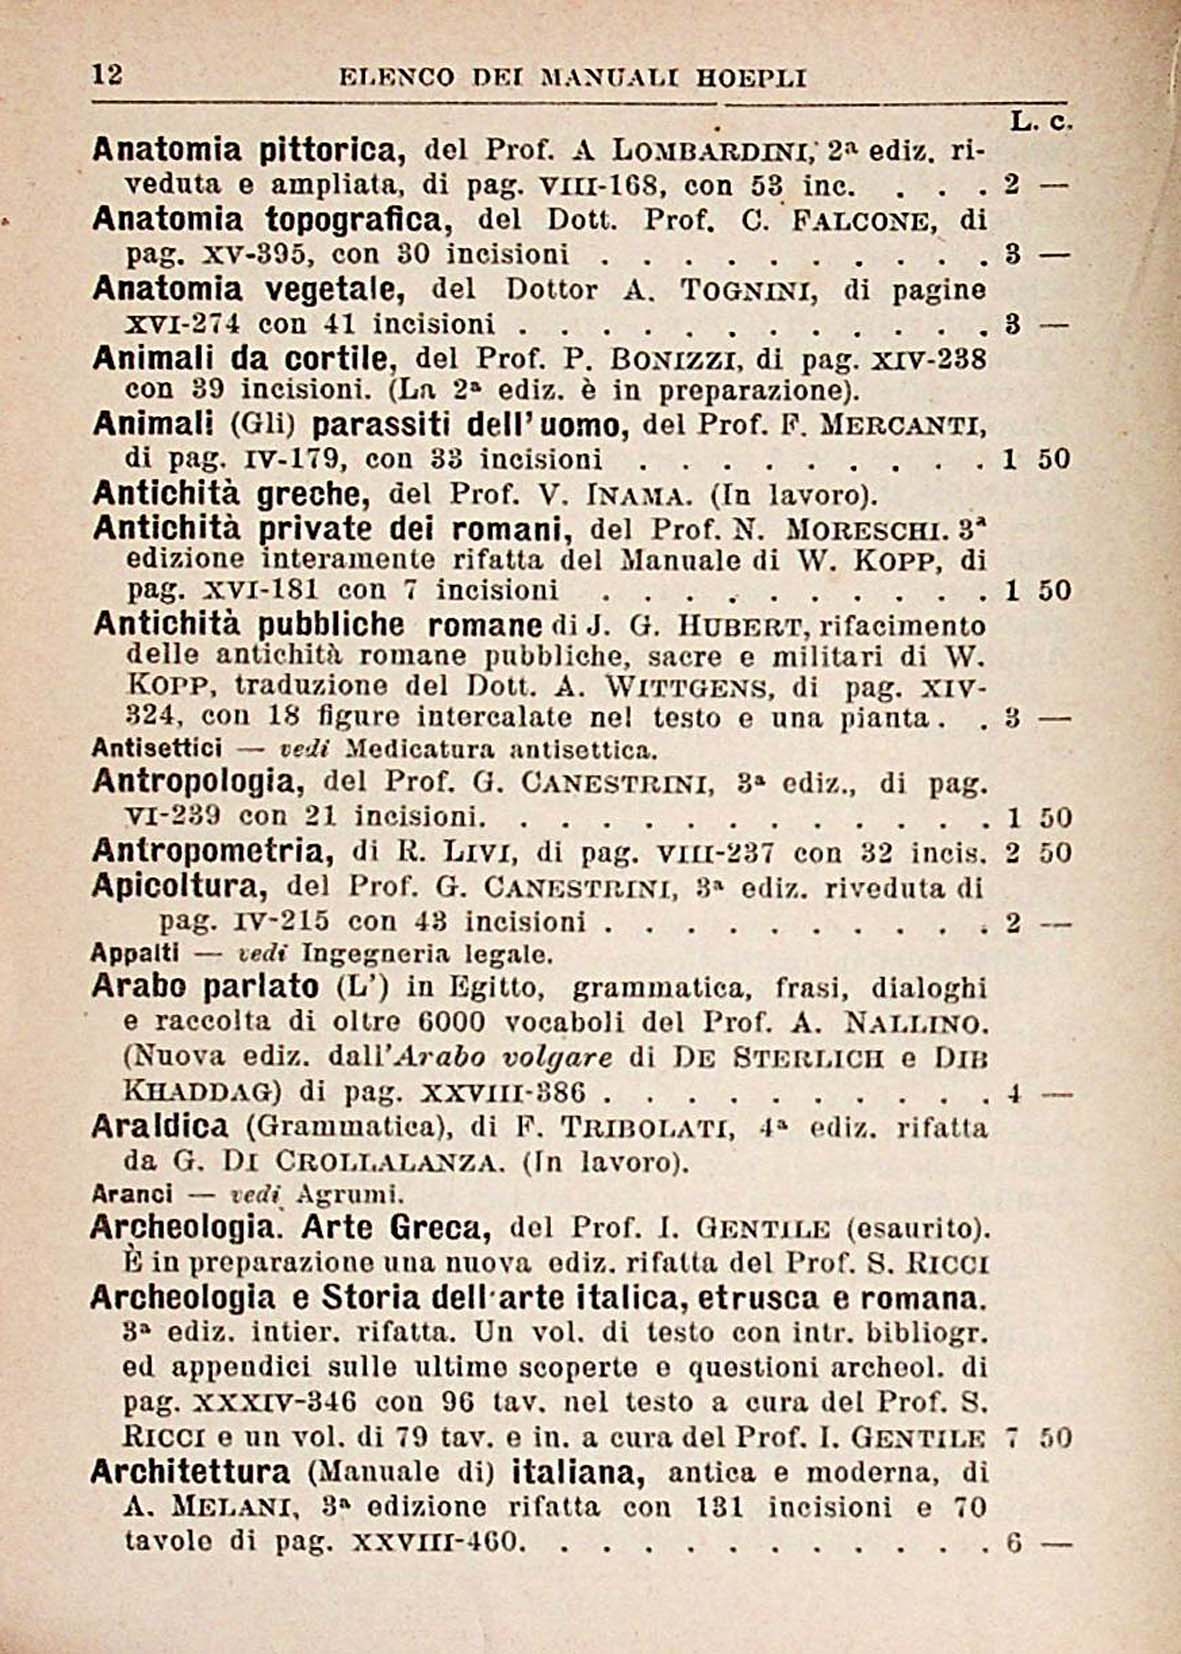 12 ELENCO DEI MANUALI HOEPLI
L. c.
Anatomia pittorica, del Prof. A LOMBARDINI, 2ª ediz. ri-
veduta e ampliata, di pag. VIII-168, con 53 inc. . . . 2 —
Anatomia topografica, del Dott. Prof. C. FALCONE, di
pag. XV-395, con 30 incisioni . . . . . . . . . . 3 —
Anatomia vegetale, del Dottor A. TOGNINI, di pagine
XVI-274 con 41 incisioni . . . . . . . . . . . . 3 —
Animali da cortile, del Prof. P. BONIZZI, di pag. XIV-238
con 39 incisioni. (La 2ª ediz. è in preparazione).
Animali (Gli) parassiti dell'uomo, del Prof. F. MERCANTI,
di pag. IV-179, con 33 incisioni . . . . . . . . . 1 50
Antichità greche, del Prof. V. INAMA. (In lavoro).
Antichità private dei romani, del Prof. N. MORESCHI. 3ª
edizione interamente rifatta del Manuale di W. KOPP, di
pag. XVI-181 con 7 incisioni . . . . . . . . . . 1 50
Antichità pubbliche romane di J. G. HUBERT, rifacimento
delle antichità romane pubbliche, sacre e militari di W.
KOPP, traduzione del Dott. A. WITTGENS, di pag. XIV-
324, con 18 figure intercalate nel testo e una pianta . . 3 —
Antisettici — vedi Medicatura antisettica.
Antropologia, del Prof. G. CANESTRINI, 3ª ediz., di pag.
VI-239 con 21 incisioni. . . . . . . . . . . . . 1 50
Antropometria, di R. LIVI, di pag. VIII-237 con 32 incis. 2 50
Apicoltura, del Prof. G. CANESTRINI, 3ª ediz. riveduta di
pag. IV-215 con 43 incisioni . . . . . . . . . . 2 —
Appalti — vedi Ingegneria legale.
Arabo parlato (L') in Egitto, grammatica, frasi, dialoghi
e raccolta di oltre 6000 vocaboli del Prof. A. NALLINO.
(Nuova ediz. dall'Arabo volgare di DE STERLICH e DIB
KHADDAG) di pag. XXVIII-386 . . . . . . . . . . 4 —
Araldica (Grammatica), di F. TRIBOLATI, 4ª ediz. rifatta
da G. DI CROLLALANZA. (In lavoro).
Aranci — vedi Agrumi.
Archeologia. Arte Greca, del Prof. I. GENTILE (esaurito).
È in preparazione una nuova ediz. rifatta del Prof. S. RICCI
Archeologia e Storia dell'arte italica, etrusca e romana.
3ª ediz. intier. rifatta. Un vol. di testo con intr. bibliogr.
ed appendici sulle ultime scoperte e questioni archeol. di
pag. XXXIV-346 con 96 tav. nel testo a cura del Prof. S.
RICCI e un vol. di 79 tav. e in. a cura del Prof. I. GENTILE 7 50
Architettura (Manuale di) italiana, antica e moderna, di
A. MELANI, 3ª edizione rifatta con 131 incisioni e 70
tavole di pag. XXVIII-460. . . . . . . . . . . . 6 —